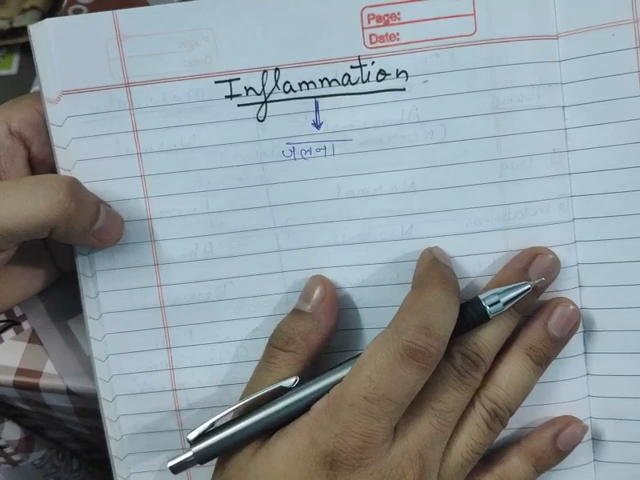 Page:
Date:
Inflammation
जलना